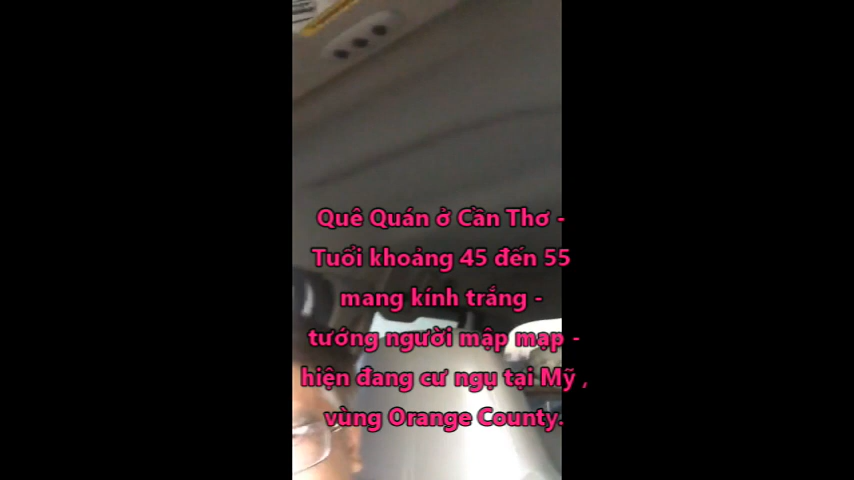 Quê Quán ở Cần Thơ -
Tuổi khoảng 45 đến 55
mang kính trắng -
tướng người mập mạp -
hiện đang cư ngụ tại Mỹ ,
vùng Orange County.